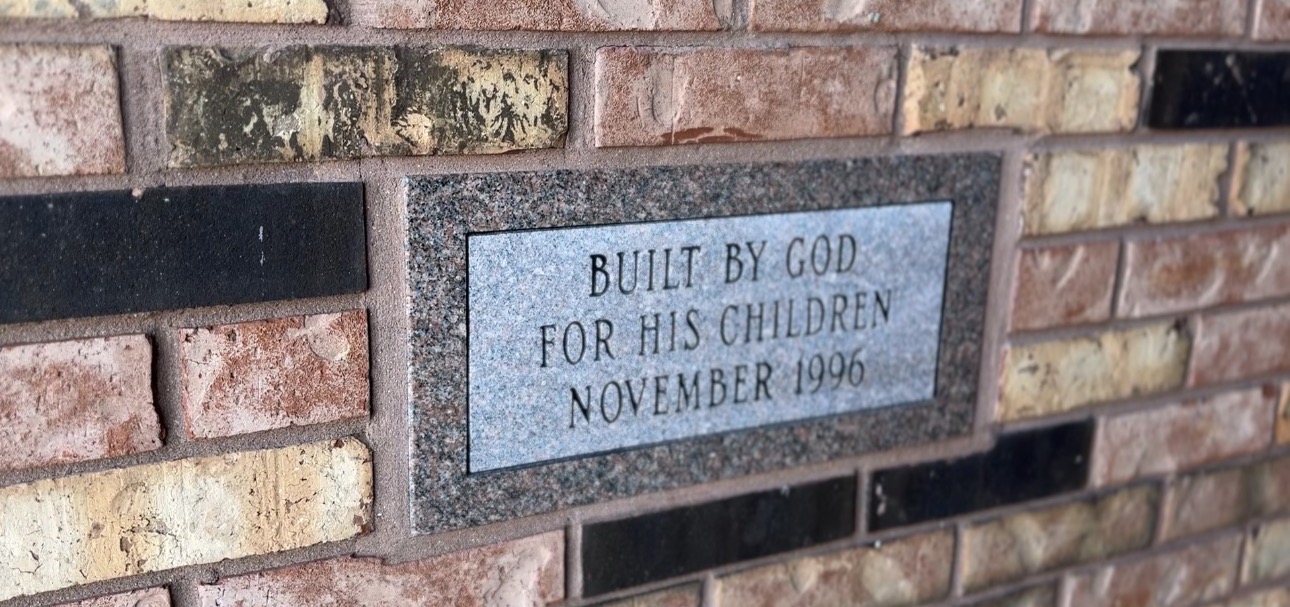 BUILT BY GOD
FOR HIS CHILDREN
NOVEMBER 1996